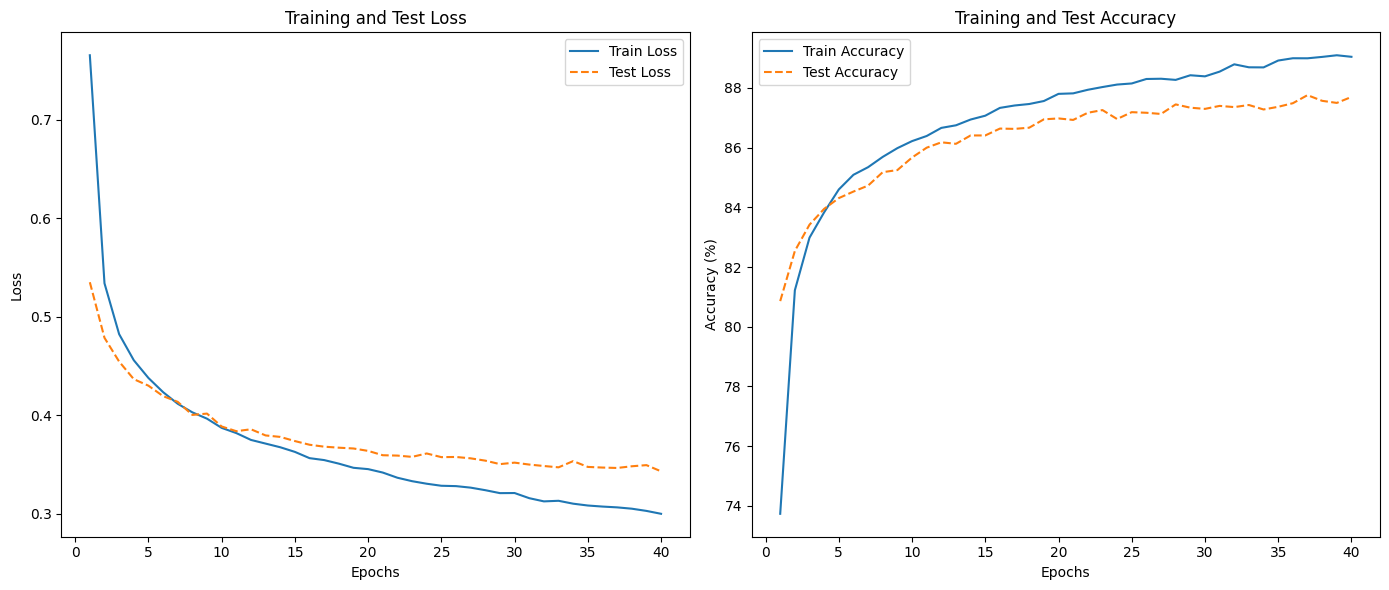 Training and Test Loss
Train Loss
Test Loss
0.7
0.6
0.5
0.4
0.3
Loss
0 5 10 15 20 25 30 35 40
Epochs
Training and Test Accuracy
Train Accuracy
Test Accuracy
88
86
84
82
80
78
76
74
Accuracy (%)
0 5 10 15 20 25 30 35 40
Epochs